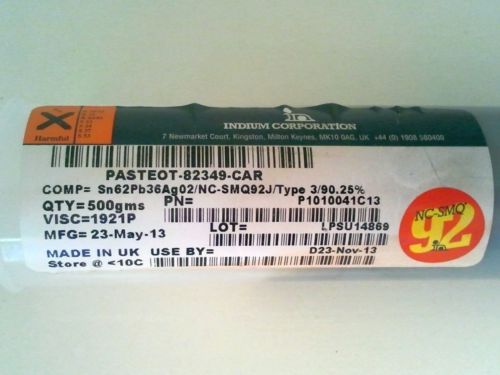 Harmful
INDIUM CORPORATION
7 Newmarket Court, Kingston, Milton Keynes, MK10 0AG, UK +44 (0) 1908 580400
PASTEOT-82349-CAR
COMP= Sn62Pb36Ag02/NC-SMQ92J/Type 3/90.25%
QTY=500gms PN= P1010041C13
VISC=1921P
MFG= 23-May-13 LOT= LPSU14869
MADE IN UK USE BY= D23-Nov-13
Store @ <10C
NC-SMQ®
92
in